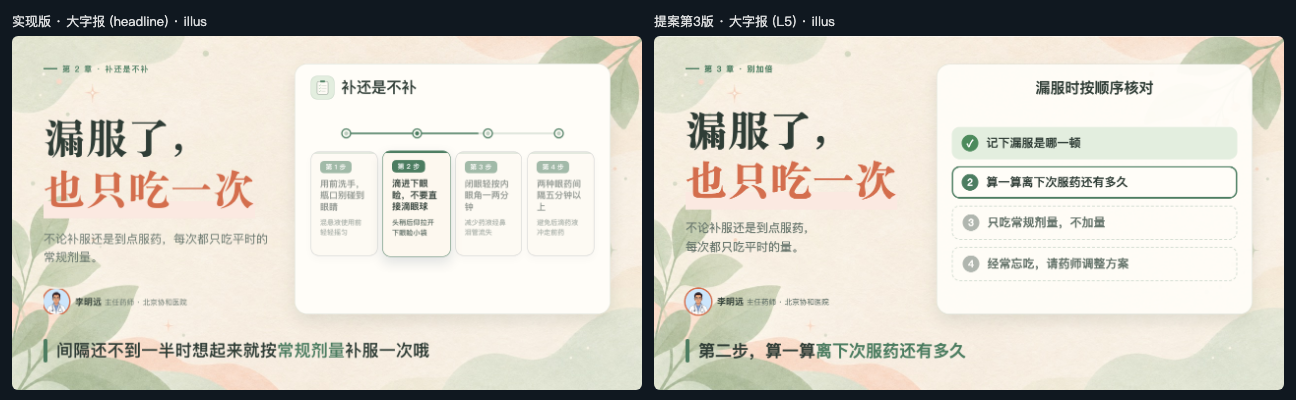 实现版 · 大字报 (headline) · illus
第 2 章 · 补还是不补
漏服了，
也只吃一次
不论补服还是到点服药，每次都只吃平时的
常规剂量。
李明远 主任药师 · 北京协和医院
补还是不补
第 1 步
用前洗手，
瓶口别碰到
眼睛
第 2 步
滴进下眼
睑，不要直
接滴眼球
头稍后仰拉开
下眼睑小袋
第 3 步
闭眼轻按内
眼角一两分
钟
减少药液经鼻
泪管流失
第 4 步
两种眼药间
隔五分钟以
上
避免后滴药液
冲走前药
间隔还不到一半时想起来就按常规剂量补服一次哦
提案第3版 · 大字报 (L5) · illus
第 3 章 · 别加倍
漏服了，
也只吃一次
不论补服还是到点服药，
每次都只吃平时的量。
李明远 主任药师 · 北京协和医院
漏服时按顺序核对
记下漏服是哪一顿
2 算一算离下次服药还有多久
3 只吃常规剂量，不加量
4 经常忘吃，请药师调整方案
第二步，算一算离下次服药还有多久